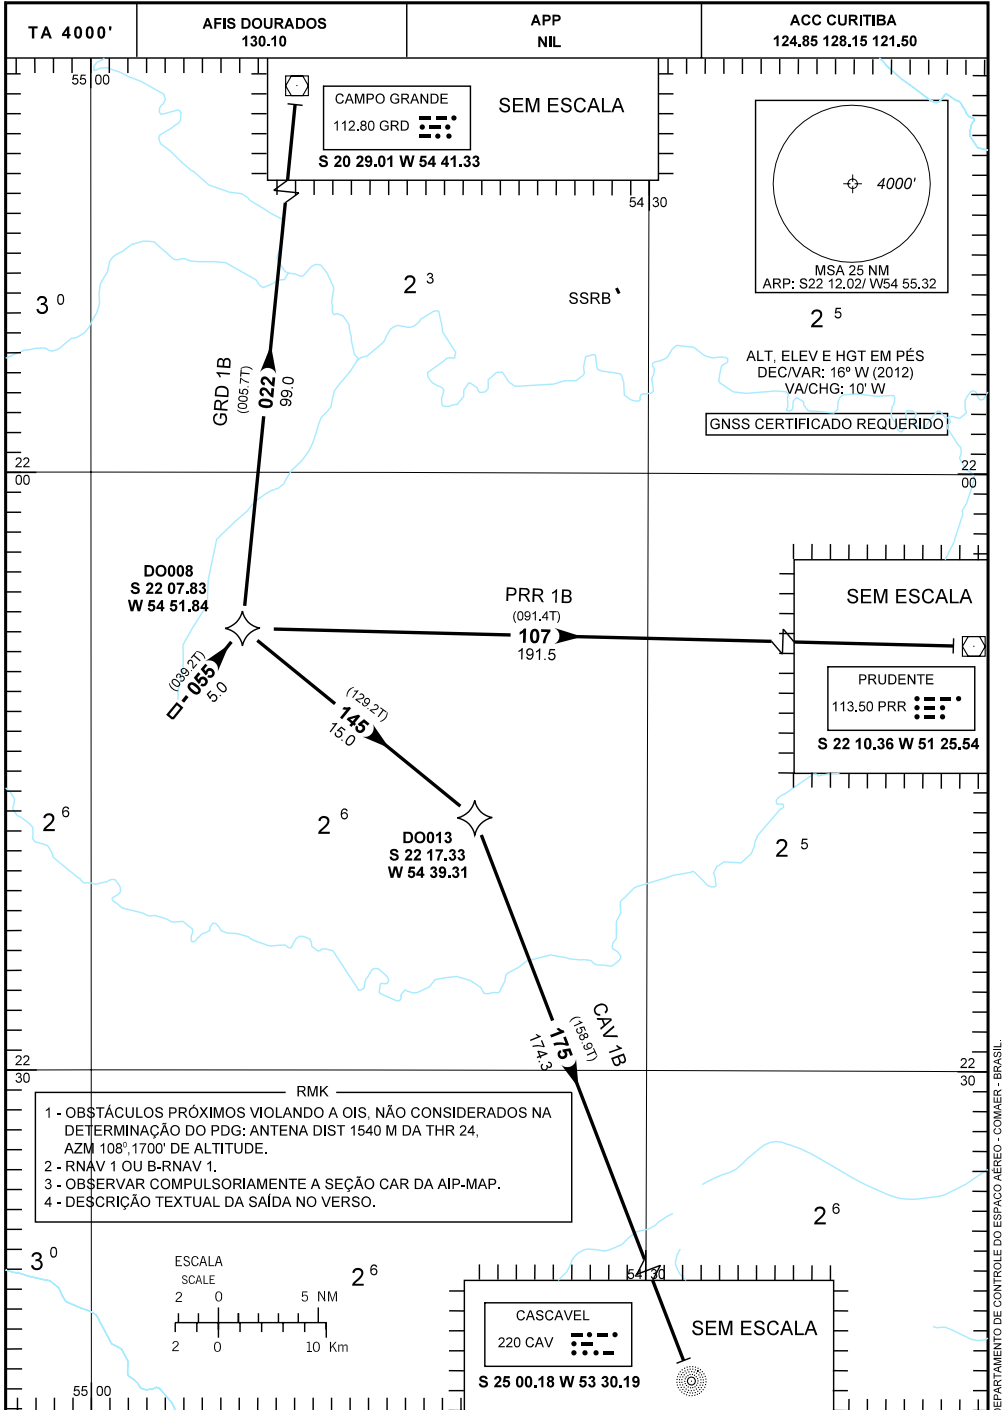 TA 4000'
AFIS DOURADOS
130.10
APP
NIL
ACC CURITIBA
124.85 128.15 121.50
55 00
CAMPO GRANDE
112.80 GRD
S 20 29.01 W 54 41.33
SEM ESCALA
54 30
4000'
MSA 25 NM
ARP: S22 12.02/ W54 55.32
2 3
3 0
SSRB
2 5
ALT, ELEV E HGT EM PÉS
DEC/VAR: 16º W (2012)
VA/CHG: 10' W
GNSS CERTIFICADO REQUERIDO
GRD 1B
(005.7T)
022
99.0
22
00
22
00
DO008
S 22 07.83
W 54 51.84
PRR 1B
(091.4T)
107
191.5
SEM ESCALA
PRUDENTE
113.50 PRR
S 22 10.36 W 51 25.54
(039.2T)
055
5.0
(129.2T)
145
15.0
2 6
2 6
DO013
S 22 17.33
W 54 39.31
2 5
CAV 1B
(158.9T)
175
174.3
22
30
22
30
RMK
1 - OBSTÁCULOS PRÓXIMOS VIOLANDO A OIS, NÃO CONSIDERADOS NA
DETERMINAÇÃO DO PDG: ANTENA DIST 1540 M DA THR 24,
AZM 108º,1700' DE ALTITUDE.
2 - RNAV 1 OU B-RNAV 1.
3 - OBSERVAR COMPULSORIAMENTE A SEÇÃO CAR DA AIP-MAP.
4 - DESCRIÇÃO TEXTUAL DA SAÍDA NO VERSO.
2 6
3 0
2 6
ESCALA
SCALE
2 0 5 NM
2 0 10 Km
54 30
CASCAVEL
220 CAV
S 25 00.18 W 53 30.19
SEM ESCALA
55 00
DEPARTAMENTO DE CONTROLE DO ESPAÇO AÉREO - COMAER - BRASIL.